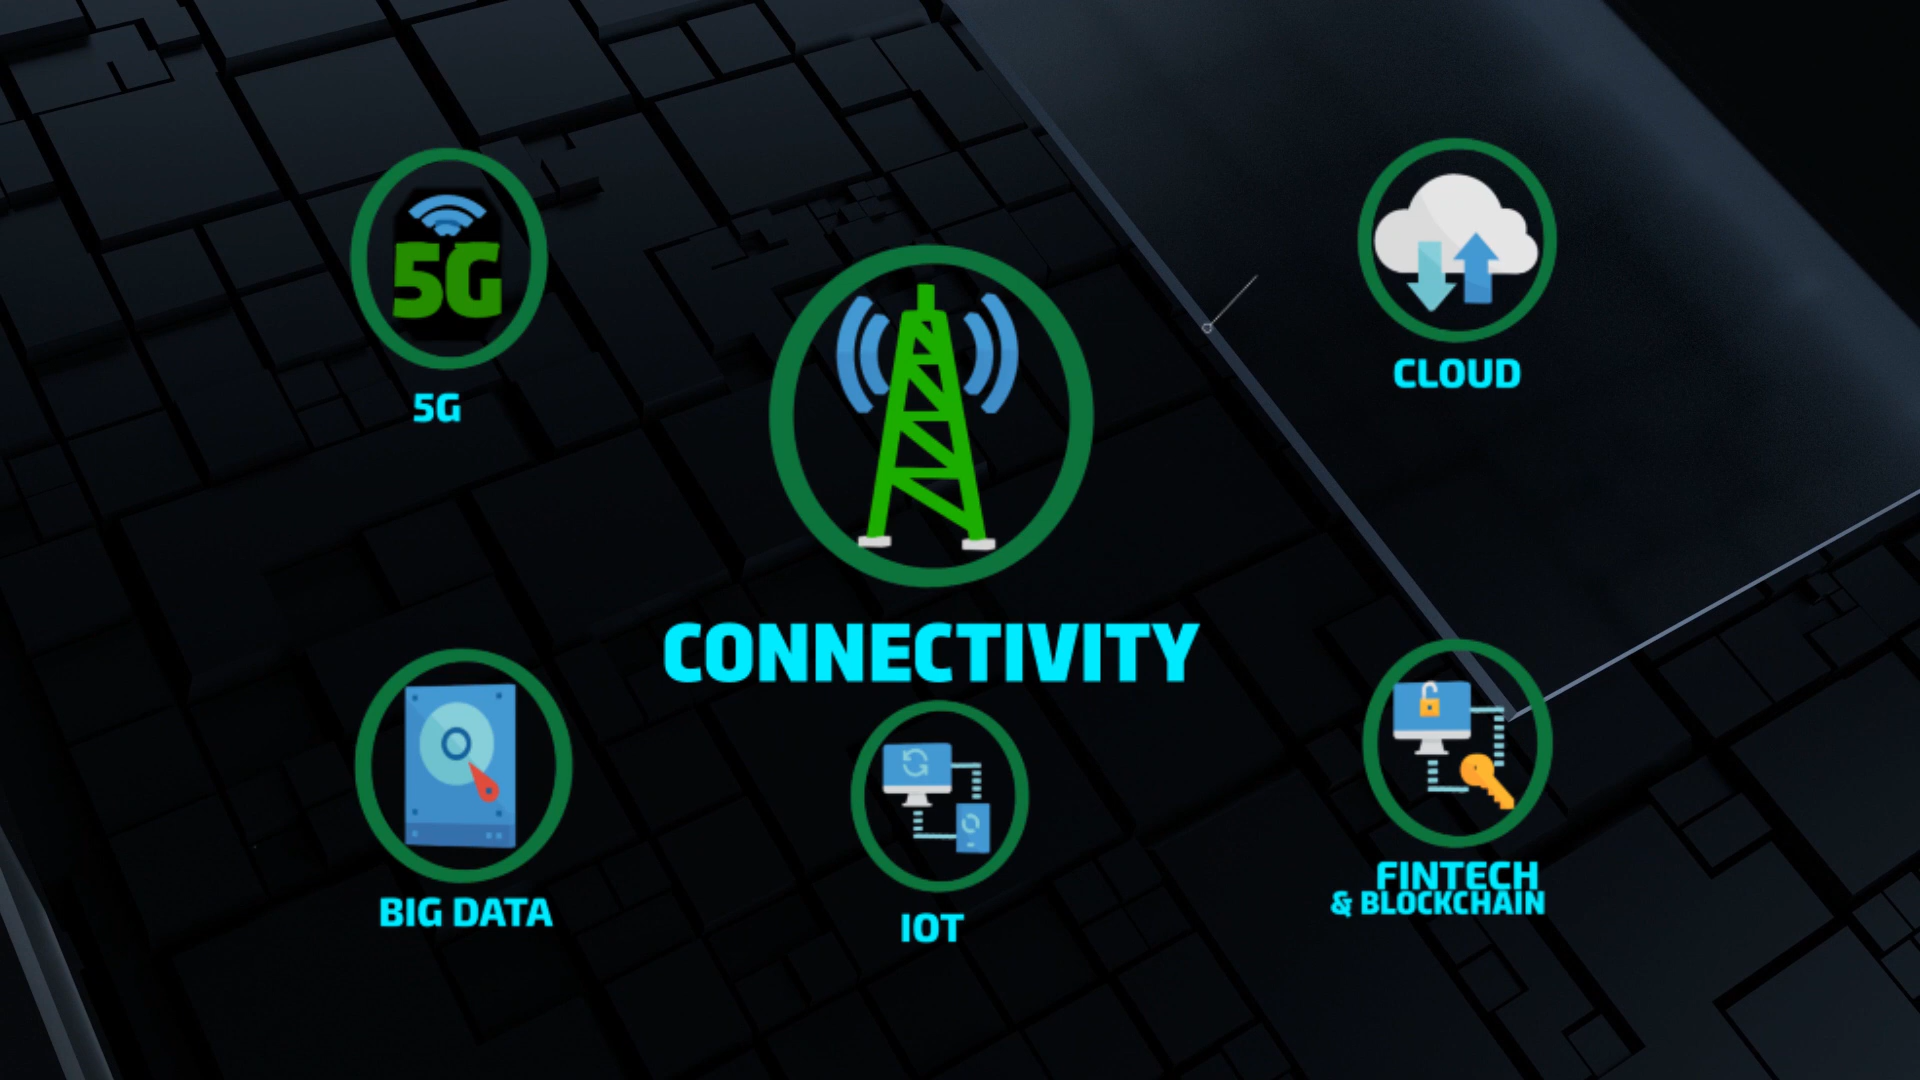 5G
5G
CLOUD
CONNECTIVITY
BIG DATA
IOT
FINTECH
& BLOCKCHAIN